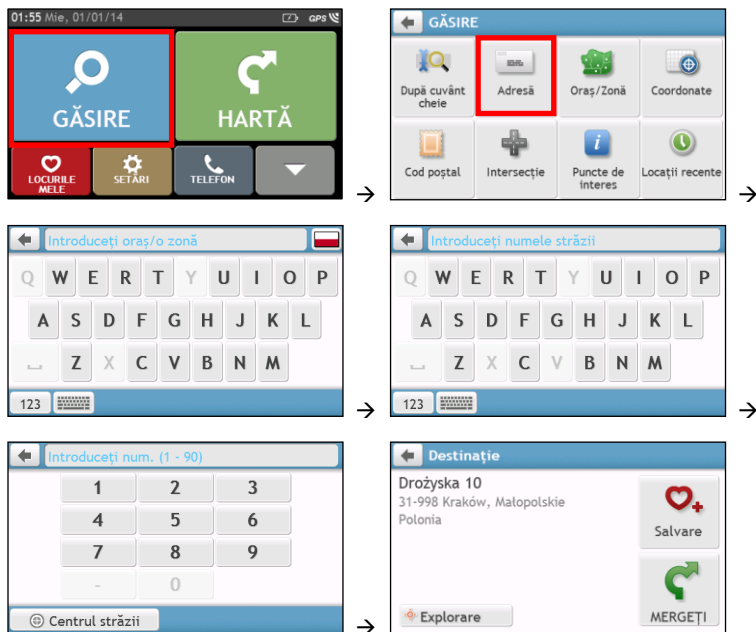 01:55 Mie, 01/01/14 GPS
GĂSIRE HARTĂ
LOCURILE MELE SETĂRI TELEFON
→
GĂSIRE
După cuvânt cheie Adresă Oraș/Zonă Coordonate
Cod poștal Intersecție Puncte de interes Locații recente
→
Introduceți oraș/o zonă
Q W E R T Y U I O P
A S D F G H J K L
Z X C V B N M
123
→
Introduceți numele străzii
Q W E R T Y U I O P
A S D F G H J K L
Z X C V B N M
123
→
Introduceți num. (1 - 90)
1 2 3
4 5 6
7 8 9
- 0
Centrul străzii
→
Destinație
Drożyska 10
31-998 Kraków, Małopolskie
Polonia
Salvare
Explorare MERGEȚI